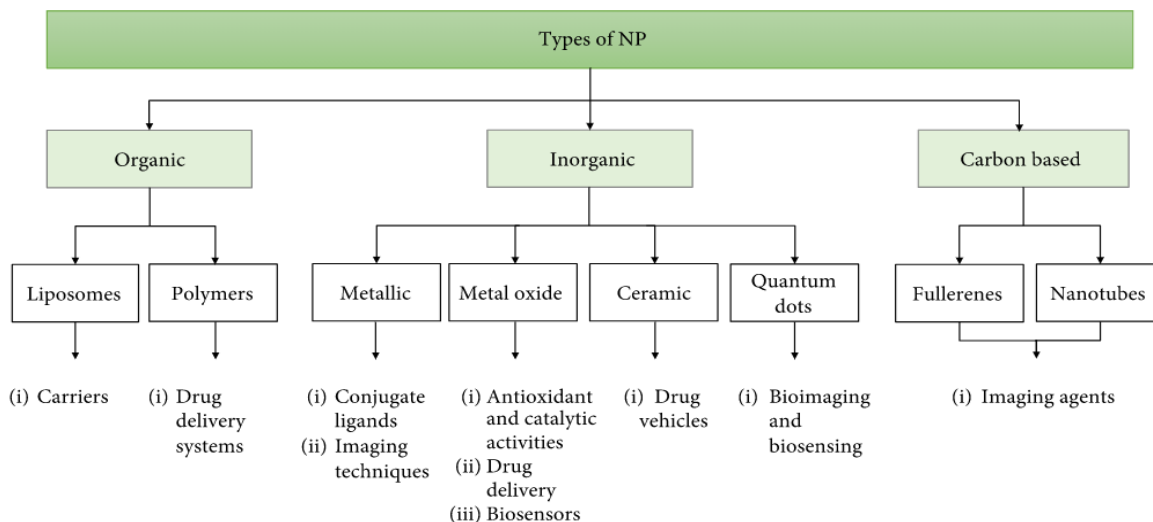 Types of NP
Organic
Inorganic
Carbon based
Liposomes
Polymers
Metallic
Metal oxide
Ceramic
Quantum
dots
Fullerenes
Nanotubes
(i) Carriers
(i) Drug
delivery
systems
(i) Conjugate
ligands
(ii) Imaging
techniques
(i) Antioxidant
and catalytic
activities
(ii) Drug
delivery
(iii) Biosensors
(i) Drug
vehicles
(i) Bioimaging
and
biosensing
(i) Imaging agents